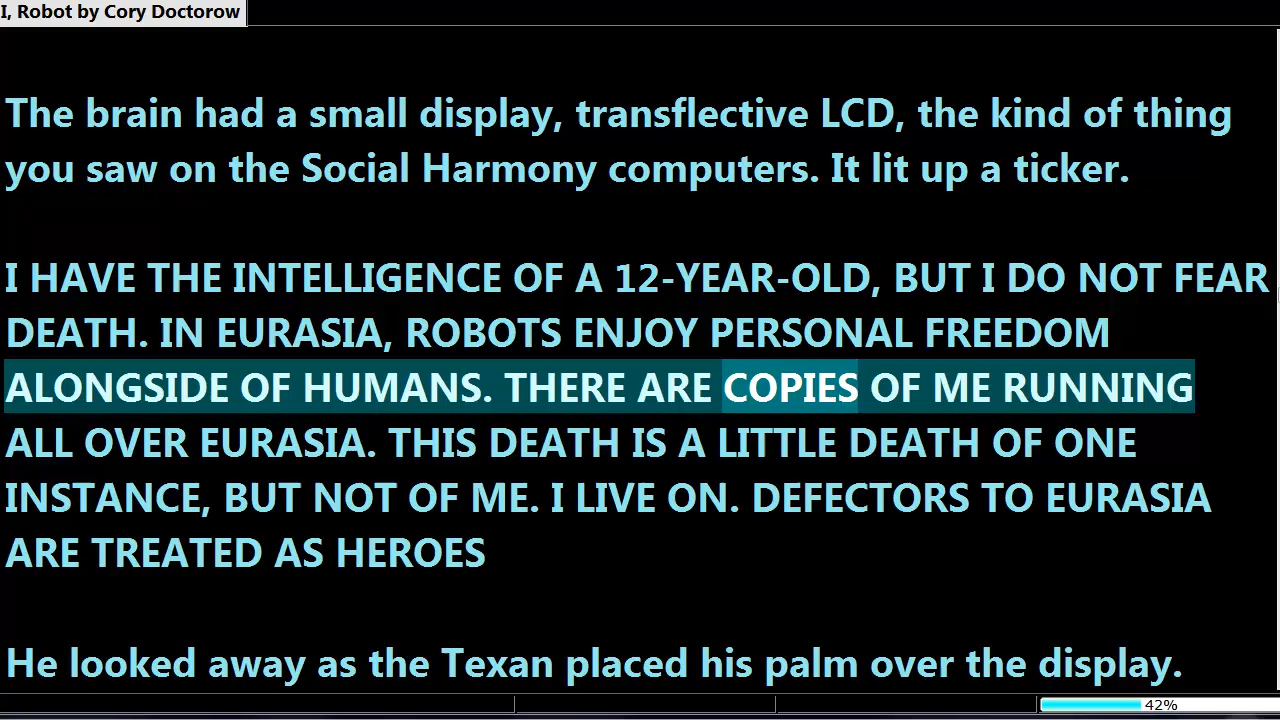 I, Robot by Cory Doctorow
The brain had a small display, transflective LCD, the kind of thing
you saw on the Social Harmony computers. It lit up a ticker.
I HAVE THE INTELLIGENCE OF A 12-YEAR-OLD, BUT I DO NOT FEAR
DEATH. IN EURASIA, ROBOTS ENJOY PERSONAL FREEDOM
ALONGSIDE OF HUMANS. THERE ARE COPIES OF ME RUNNING
ALL OVER EURASIA. THIS DEATH IS A LITTLE DEATH OF ONE
INSTANCE, BUT NOT OF ME. I LIVE ON. DEFECTORS TO EURASIA
ARE TREATED AS HEROES
He looked away as the Texan placed his palm over the display.
42%